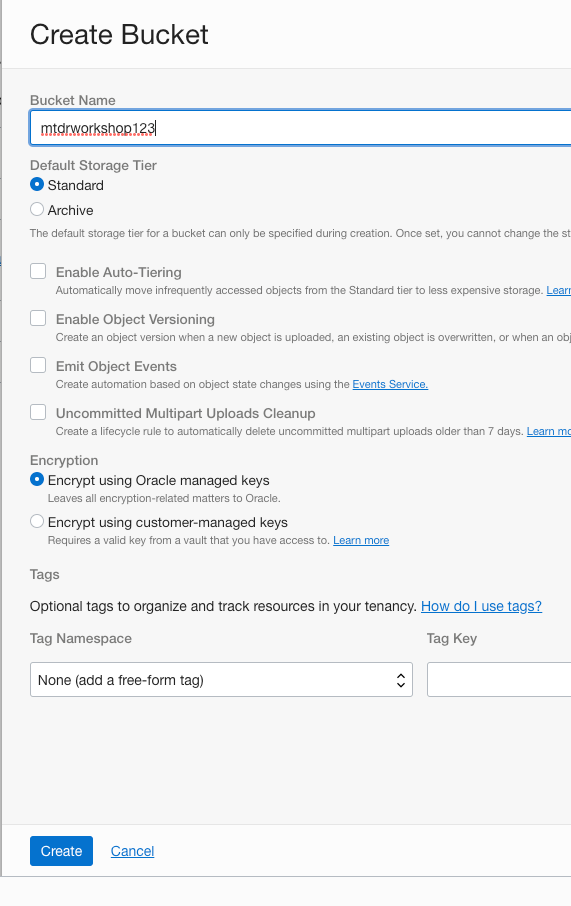 Create Bucket
Bucket Name
mtdrworkshop123
Default Storage Tier
Standard
Archive
The default storage tier for a bucket can only be specified during creation. Once set, you cannot change the
Enable Auto-Tiering
Automatically move infrequently accessed objects from the Standard tier to less expensive storage. Learn
Enable Object Versioning
Create an object version when a new object is uploaded, an existing object is overwritten, or when an
Emit Object Events
Create automation based on object state changes using the Events Service.
Uncommitted Multipart Uploads Cleanup
Create a lifecycle rule to automatically delete uncommitted multipart uploads older than 7 days. Learn
Encryption
Encrypt using Oracle managed keys
Leaves all encryption-related matters to Oracle.
Encrypt using customer-managed keys
Requires a valid key from a vault that you have access to. Learn more
Tags
Optional tags to organize and track resources in your tenancy. How do I use tags?
Tag Namespace
Tag Key
None (add a free-form tag)
Create
Cancel